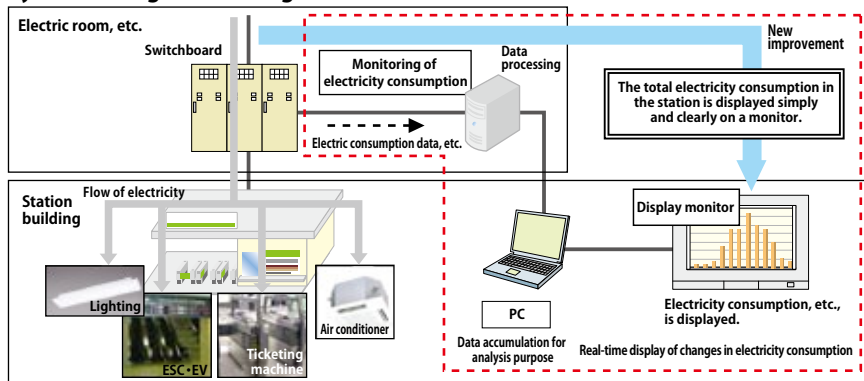 Electric room, etc.
Switchboard
Monitoring of
electricity consumption
Data
processing
New
improvement
The total electricity consumption in
the station is displayed simply
and clearly on a monitor.
Electric consumption data, etc.
Station
building
Flow of electricity
Lighting
ESC・EV
Ticketing
machine
Air conditioner
PC
Data accumulation for
analysis purpose
Display monitor
Electricity consumption, etc.,
is displayed.
Real-time display of changes in electricity consumption